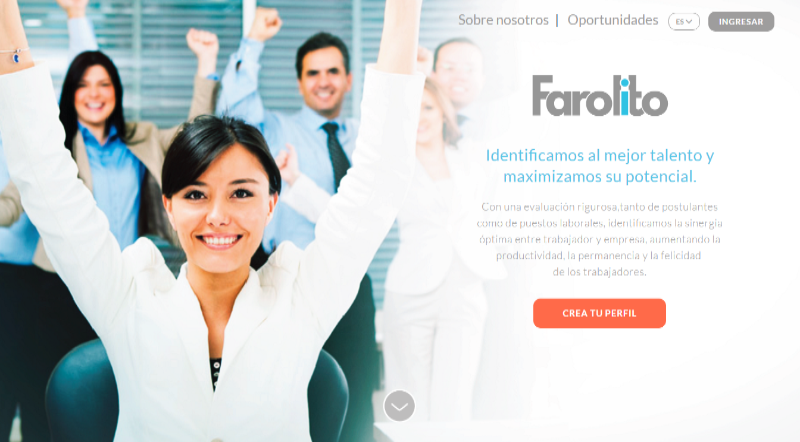 Sobre nosotros | Oportunidades ES INGRESAR
Farolito
Identificamos al mejor talento y
maximizamos su potencial.
Con una evaluación rigurosa,tanto de postulantes
como de puestos laborales, identificamos la sinergia
óptima entre trabajador y empresa, aumentando la
productividad, la permanencia y la felicidad
de los trabajadores.
CREA TU PERFIL